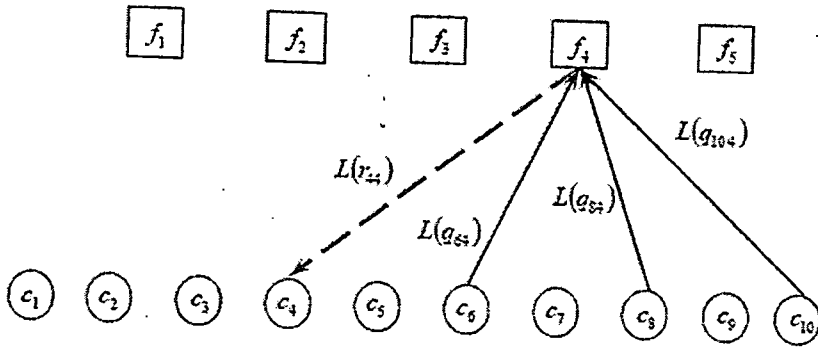 f₁ f₂ f₃ f₄ f₅
L(q₁₀₄)
L(r₄₄)
L(q₈₄)
L(q₆₄)
c₁ c₂ c₃ c₄ c₅ c₆ c₇ c₈ c₉ c₁₀